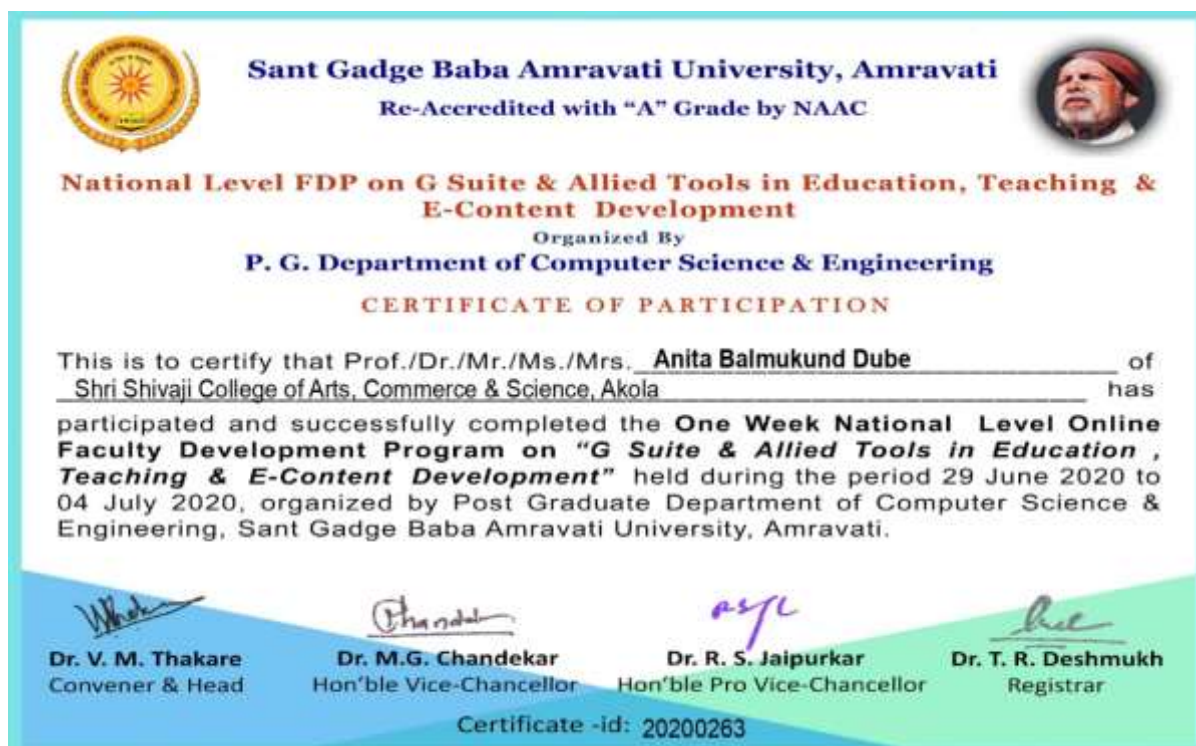 Sant Gadge Baba Amravati University, Amravati
Re-Accredited with “A” Grade by NAAC
National Level FDP on G Suite & Allied Tools in Education, Teaching &
E-Content Development
Organized By
P. G. Department of Computer Science & Engineering
CERTIFICATE OF PARTICIPATION
This is to certify that Prof./Dr./Mr./Ms./Mrs. Anita Balmukund Dube of
Shri Shivaji College of Arts, Commerce & Science, Akola has
participated and successfully completed the One Week National Level Online
Faculty Development Program on “G Suite & Allied Tools in Education ,
Teaching & E-Content Development” held during the period 29 June 2020 to
04 July 2020, organized by Post Graduate Department of Computer Science &
Engineering, Sant Gadge Baba Amravati University, Amravati.
Dr. V. M. Thakare Dr. M.G. Chandekar Dr. R. S. Jaipurkar Dr. T. R. Deshmukh
Convener & Head Hon’ble Vice-Chancellor Hon’ble Pro Vice-Chancellor Registrar
Certificate -id: 20200263